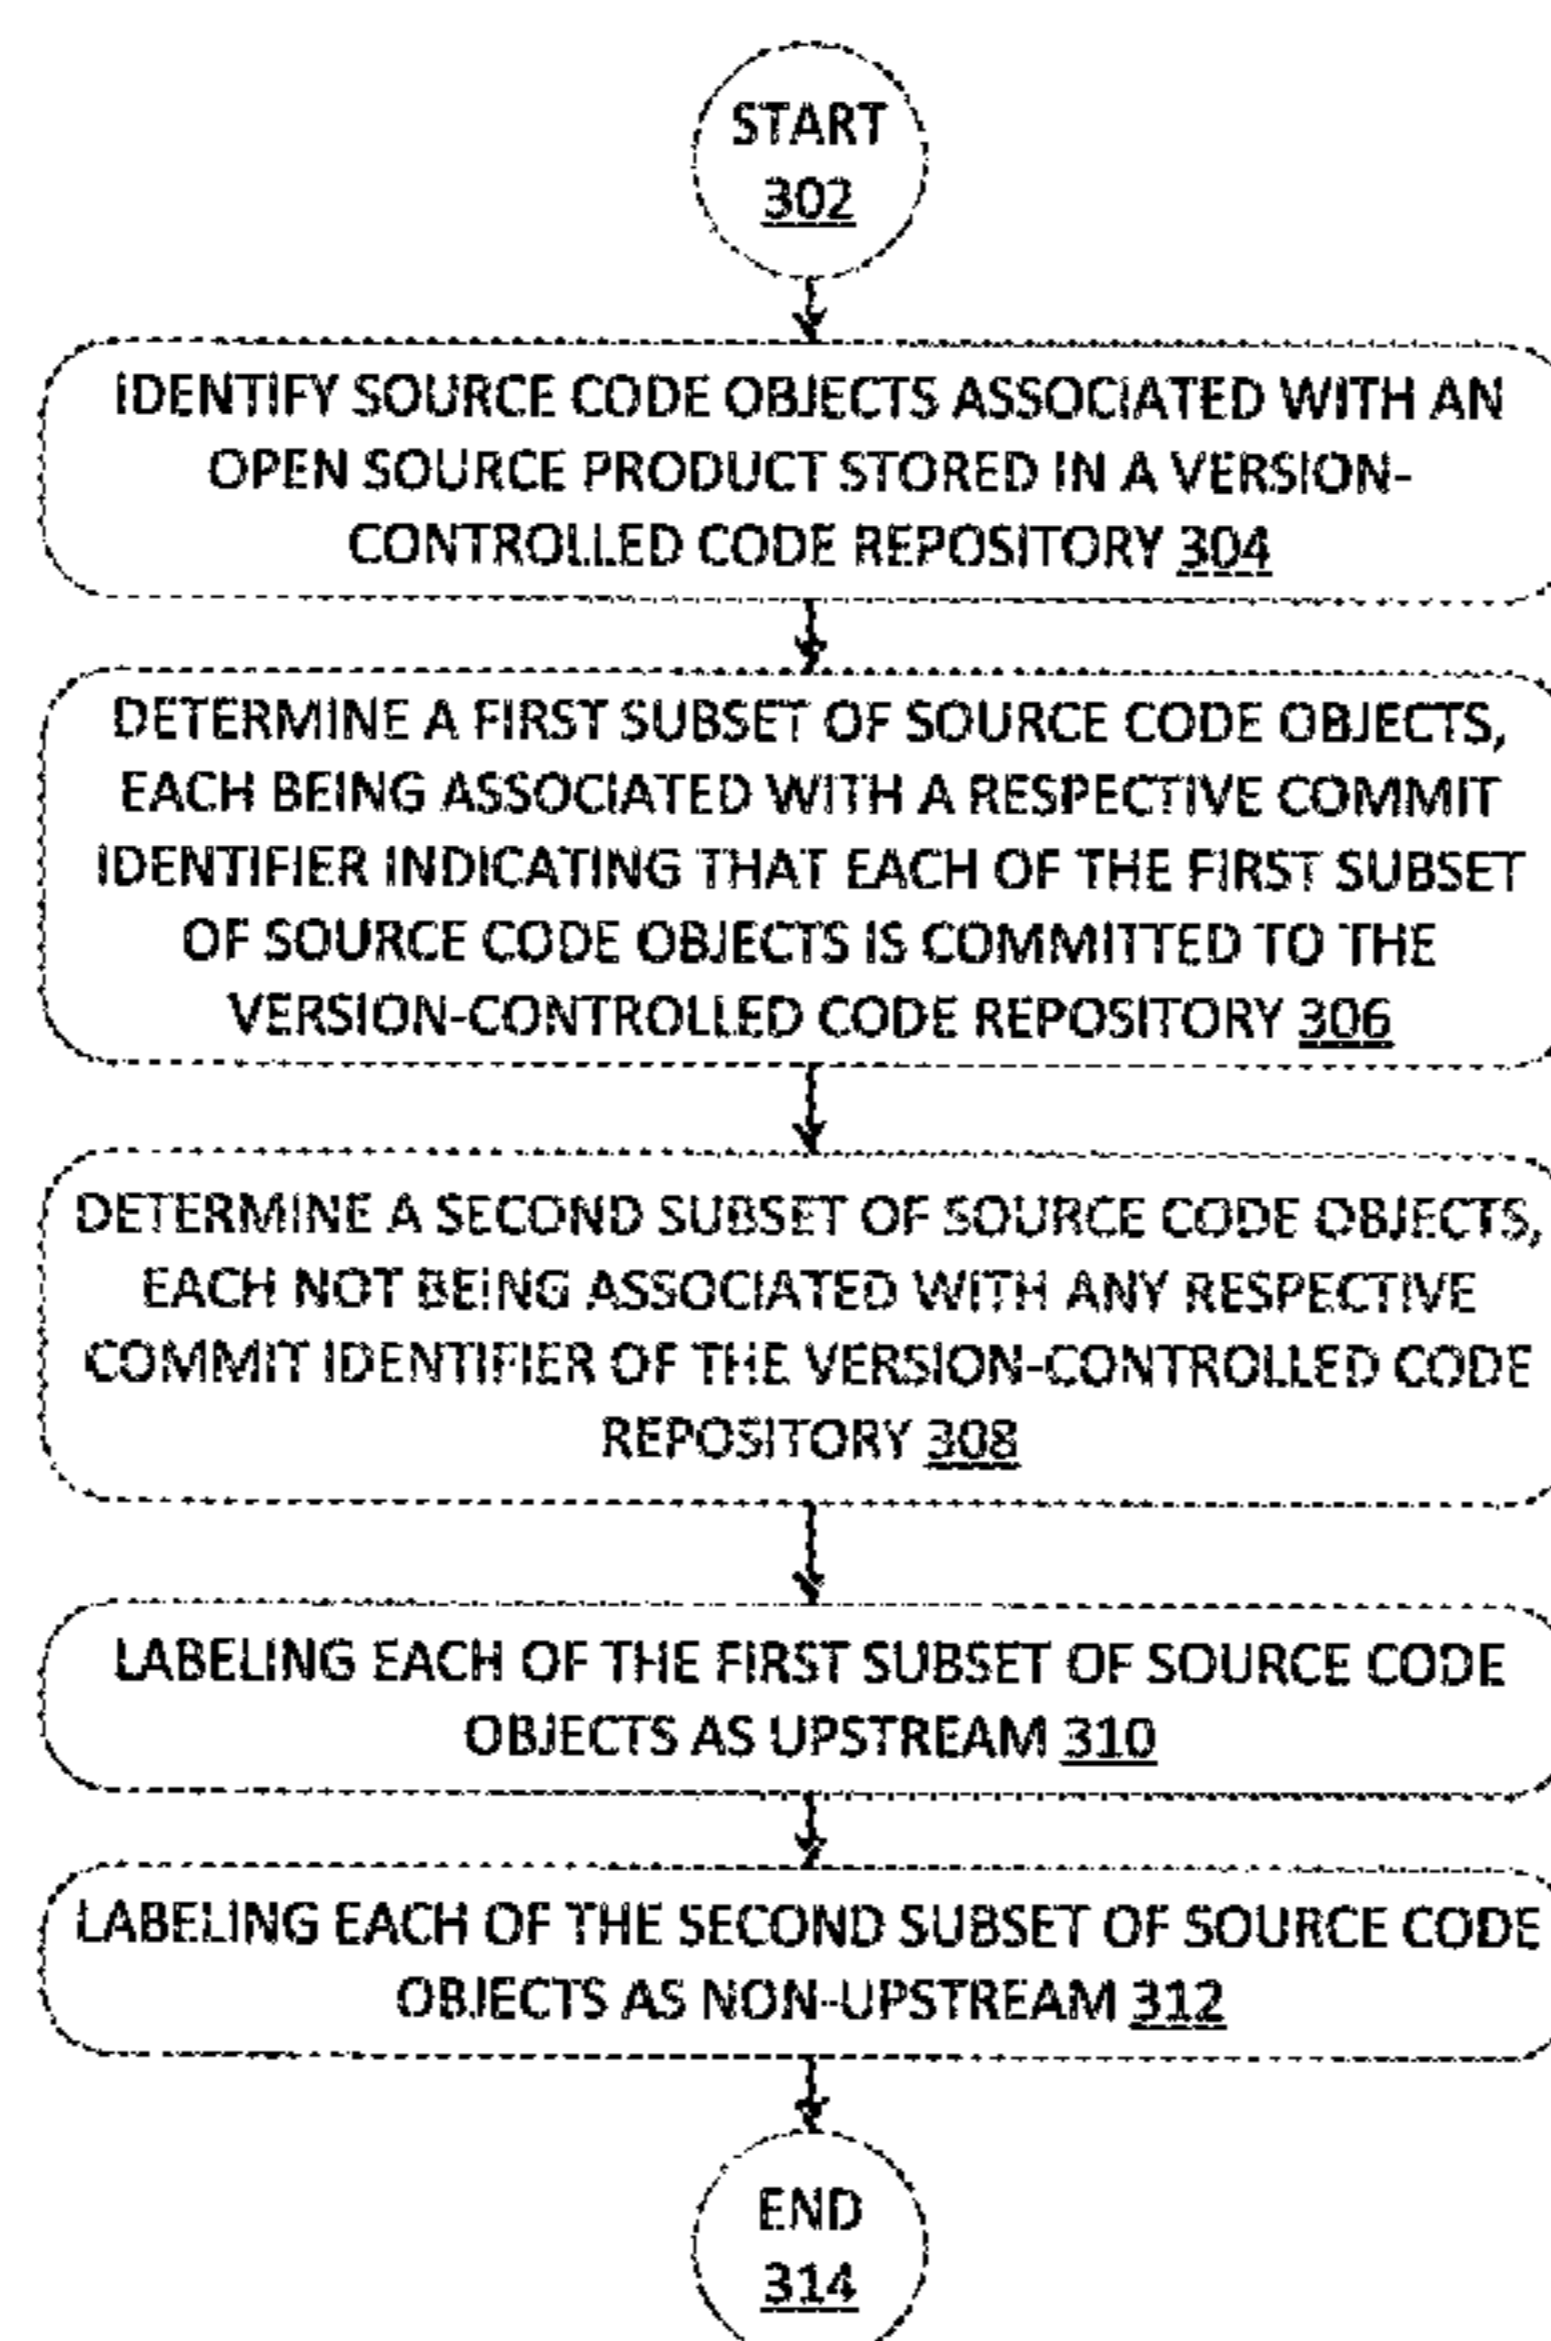 START
302
IDENTIFY SOURCE CODE OBJECTS ASSOCIATED WITH AN
OPEN SOURCE PRODUCT STORED IN A VERSION-
CONTROLLED CODE REPOSITORY 304
DETERMINE A FIRST SUBSET OF SOURCE CODE OBJECTS,
EACH BEING ASSOCIATED WITH A RESPECTIVE COMMIT
IDENTIFIER INDICATING THAT EACH OF THE FIRST SUBSET
OF SOURCE CODE OBJECTS IS COMMITTED TO THE
VERSION-CONTROLLED CODE REPOSITORY 306
DETERMINE A SECOND SUBSET OF SOURCE CODE OBJECTS,
EACH NOT BEING ASSOCIATED WITH ANY RESPECTIVE
COMMIT IDENTIFIER OF THE VERSION-CONTROLLED CODE
REPOSITORY 308
LABELING EACH OF THE FIRST SUBSET OF SOURCE CODE
OBJECTS AS UPSTREAM 310
LABELING EACH OF THE SECOND SUBSET OF SOURCE CODE
OBJECTS AS NON-UPSTREAM 312
END
314